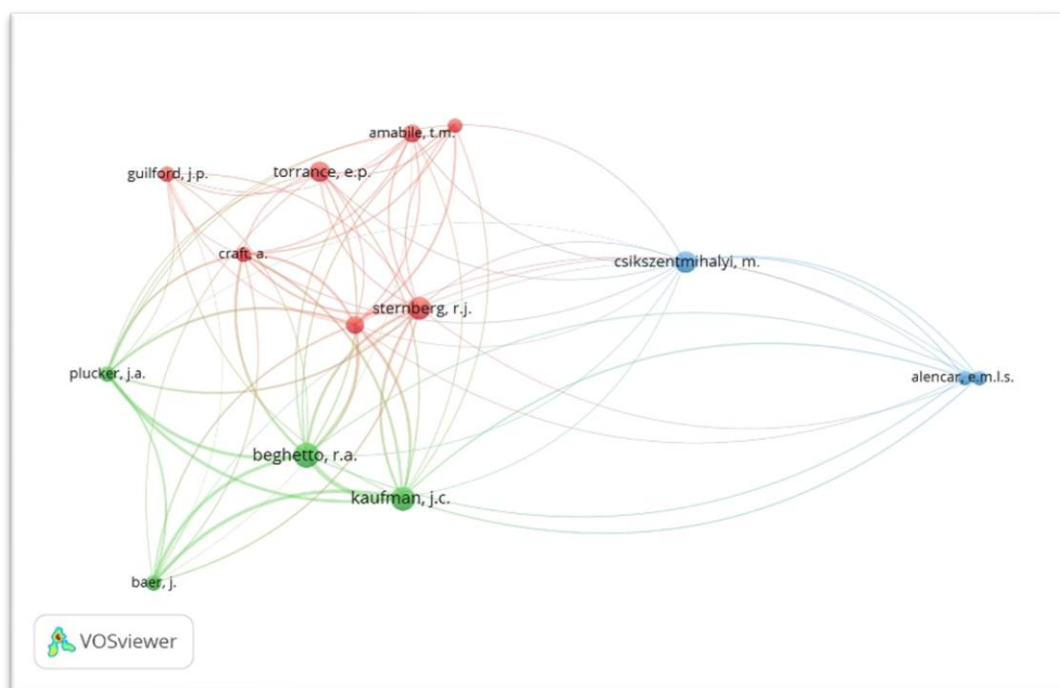 amabile, t.m.
guilford, j.p.
torrance, e.p.
craft, a.
csikszentmihalyi, m.
sternberg, r.j.
plucker, j.a.
alencar, e.m.l.s.
beghetto, r.a.
kaufman, j.c.
baer, j.
VOSviewer